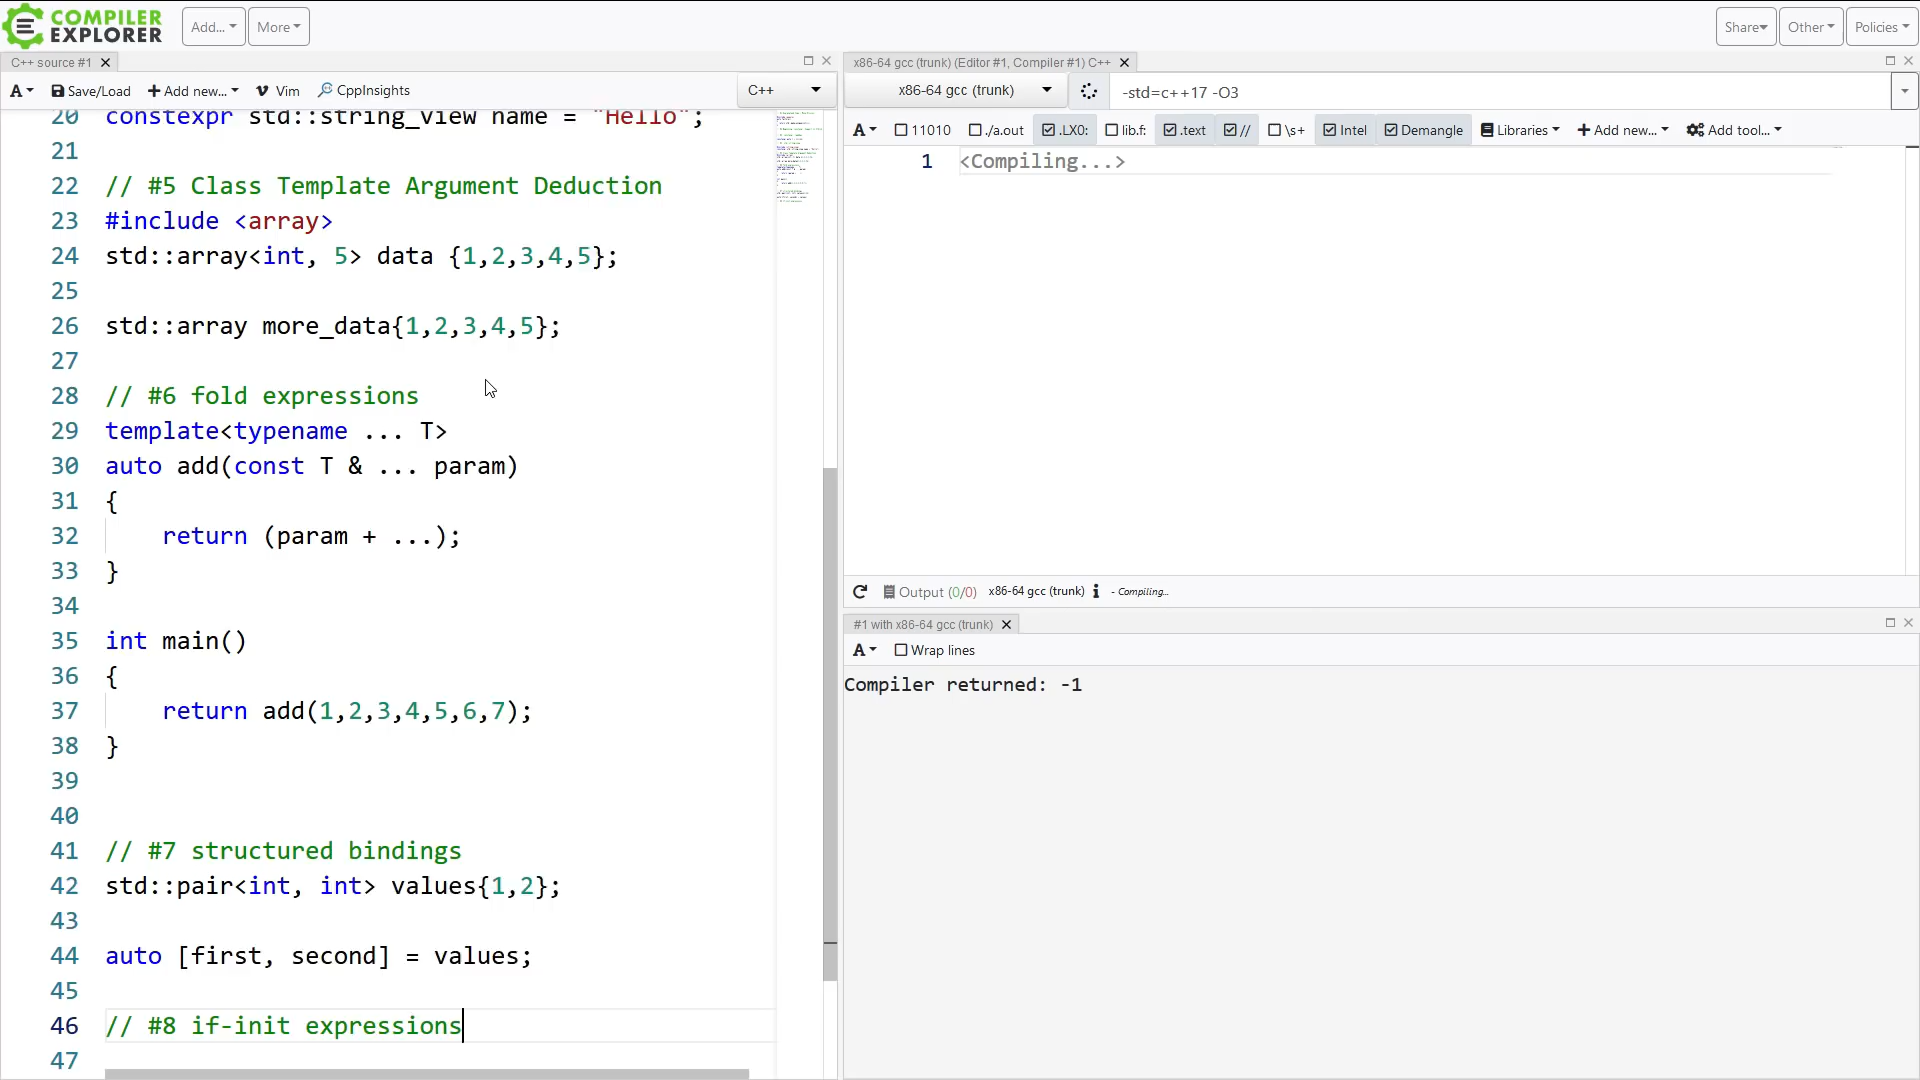 COMPILER
EXPLORER
Add...
More
Share
Other
Policies
C++ source #1
A
Save/Load
Add new...
Vim
CppInsights
C++
20 constexpr std::string_view name = "Hello";
21
22 // #5 Class Template Argument Deduction
23 #include <array>
24 std::array<int, 5> data {1,2,3,4,5};
25
26 std::array more_data{1,2,3,4,5};
27
28 // #6 fold expressions
29 template<typename ... T>
30 auto add(const T & ... param)
31 {
32 return (param + ...);
33 }
34
35 int main()
36 {
37 return add(1,2,3,4,5,6,7);
38 }
39
40
41 // #7 structured bindings
42 std::pair<int, int> values{1,2};
43
44 auto [first, second] = values;
45
46 // #8 if-init expressions
47
x86-64 gcc (trunk) (Editor #1, Compiler #1) C++
x86-64 gcc (trunk)
-std=c++17 -O3
A
11010
./a.out
.LX0:
lib.f:
.text
//
\s+
Intel
Demangle
Libraries
Add new...
Add tool...
1 <Compiling...>
Output (0/0) x86-64 gcc (trunk) i - Compiling...
#1 with x86-64 gcc (trunk)
A
Wrap lines
Compiler returned: -1